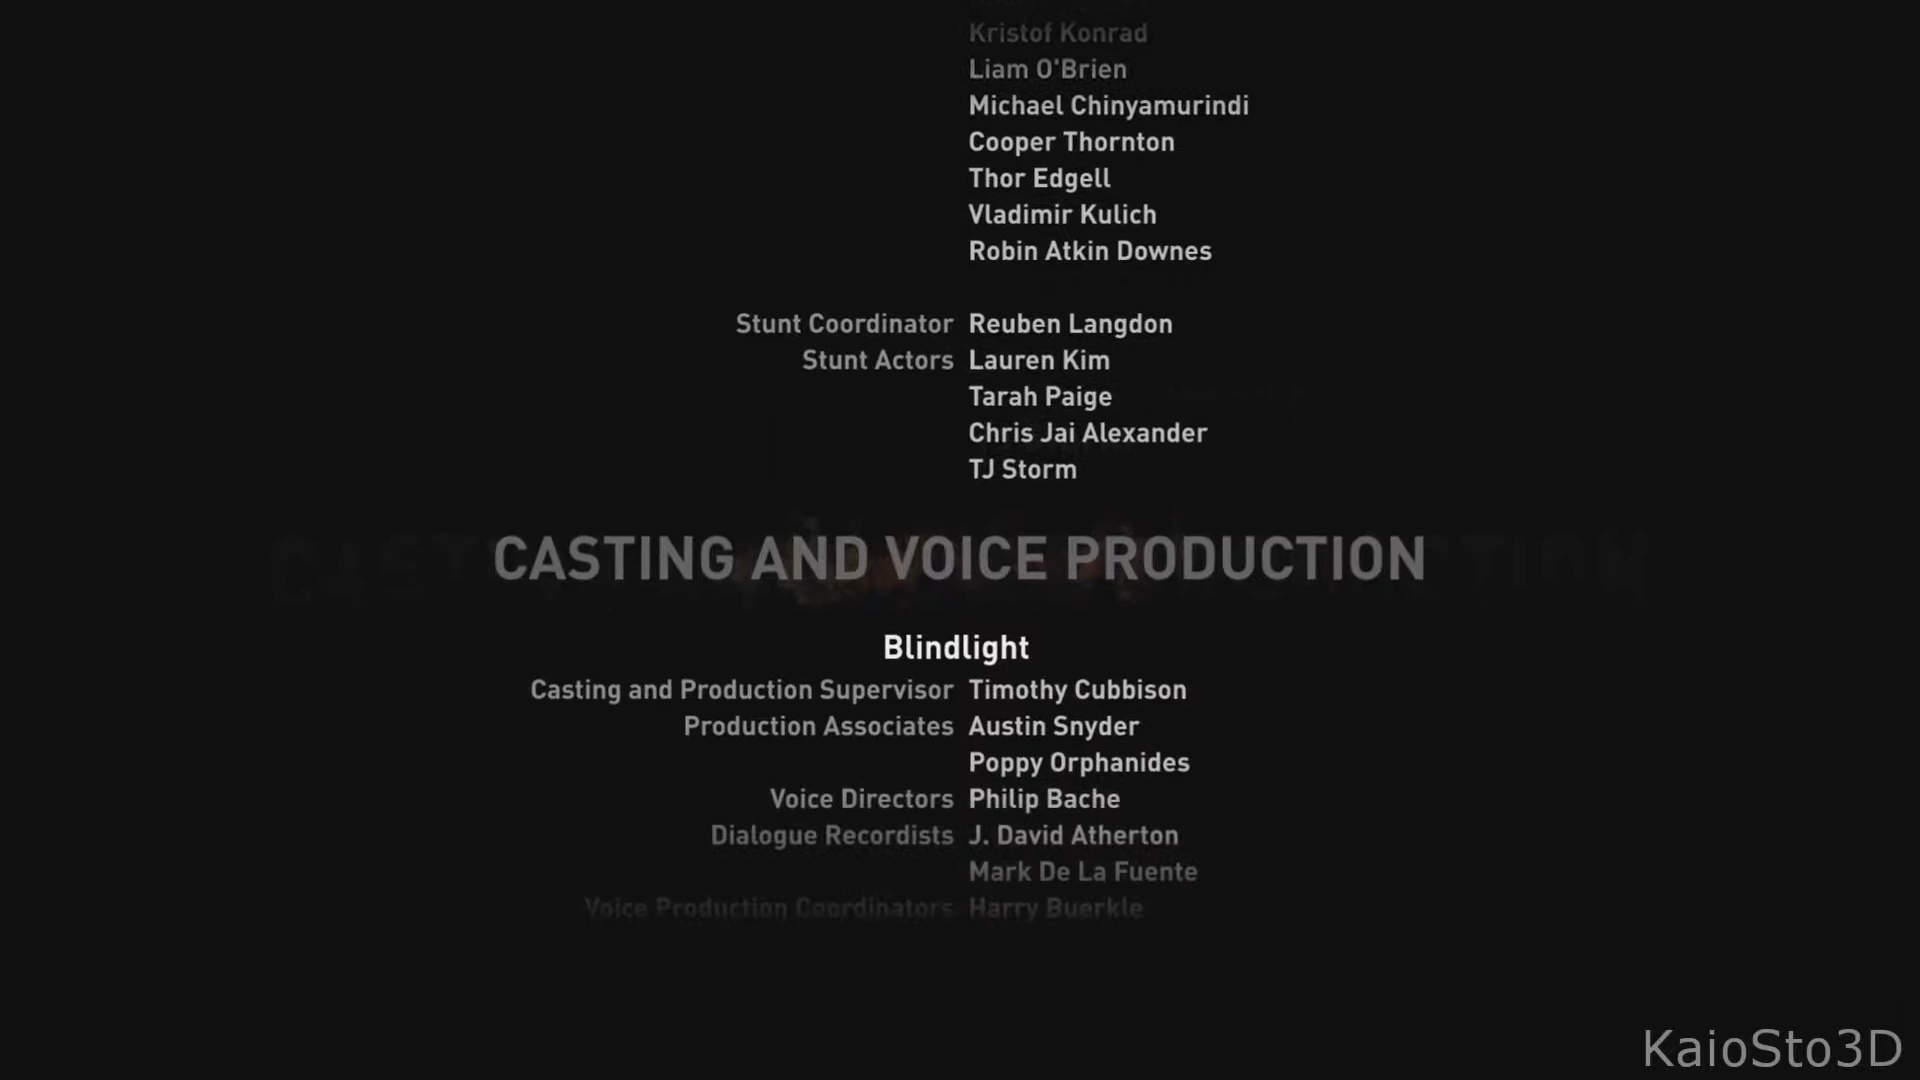 Kristof Konrad
Liam O'Brien
Michael Chinyamurindi
Cooper Thornton
Thor Edgell
Vladimir Kulich
Robin Atkin Downes
Stunt Coordinator Reuben Langdon
Stunt Actors Lauren Kim
Tarah Paige
Chris Jai Alexander
TJ Storm
CASTING AND VOICE PRODUCTION
Blindlight
Casting and Production Supervisor Timothy Cubbison
Production Associates Austin Snyder
Poppy Orphanides
Voice Directors Philip Bache
Dialogue Recordists J. David Atherton
Mark De La Fuente
Voice Production Coordinators Harry Buerkle
KaioSto3D